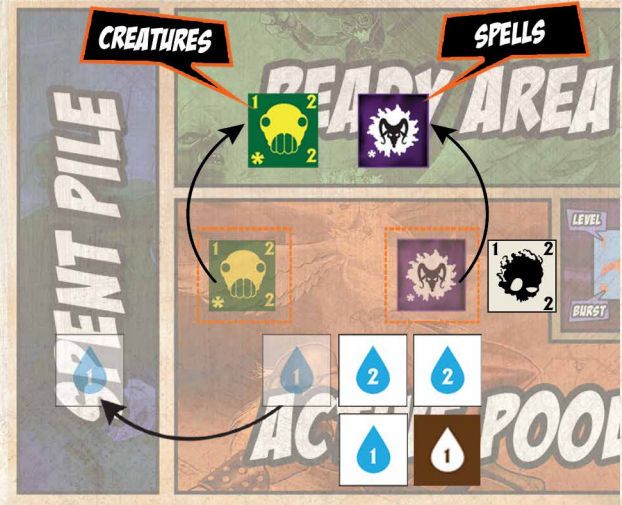 CREATURES
SPELLS
READY AREA
1 2
* 2
*
SPENT PILE
1 2
* 2
*
1 2
2
LEVEL
BURST
1
1
2
2
1
1
ACTIVE POOL